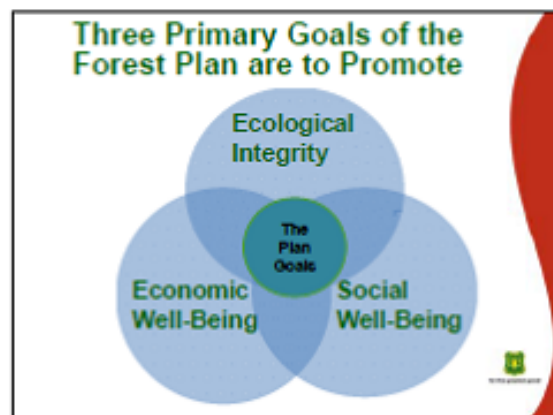 Three Primary Goals of the
Forest Plan are to Promote
Ecological
Integrity
The
Plan
Goals
Economic
Well-Being
Social
Well-Being